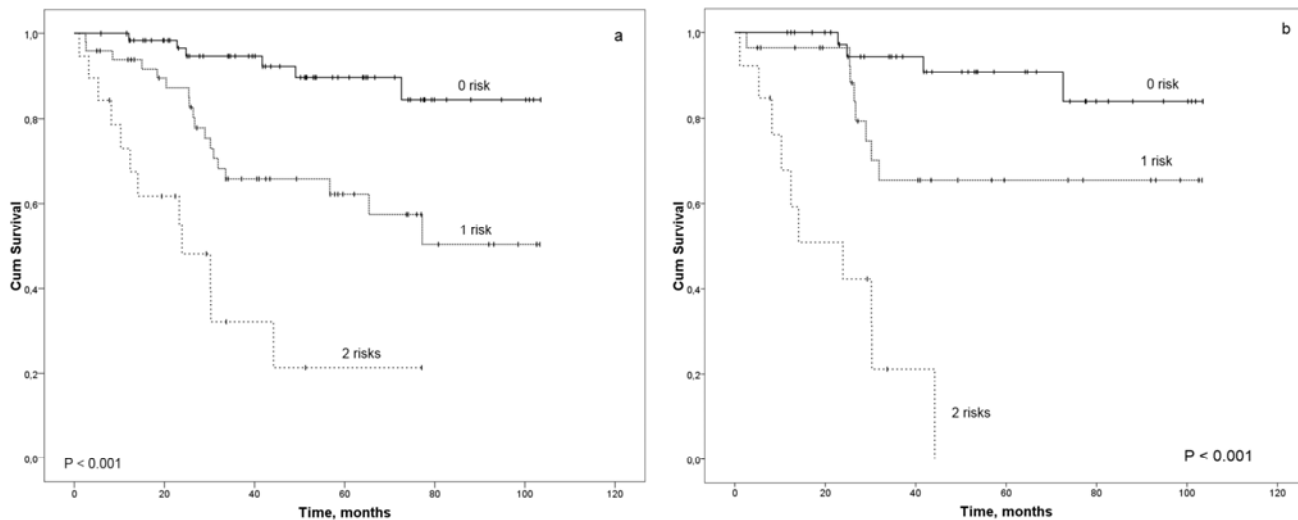 a
1,0
0,8
0,6
0,4
0,2
0,0
Cum Survival
0 risk
1 risk
2 risks
P < 0.001
0 20 40 60 80 100 120
Time, months
b
1,0
0,8
0,6
0,4
0,2
0,0
Cum Survival
0 risk
1 risk
2 risks
P < 0.001
0 20 40 60 80 100 120
Time, months